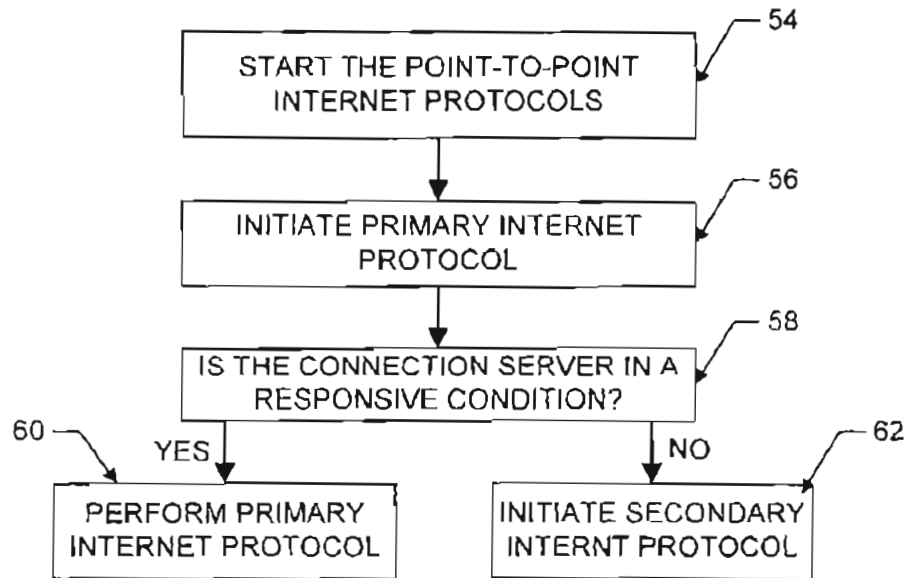 54
START THE POINT-TO-POINT
INTERNET PROTOCOLS
56
INITIATE PRIMARY INTERNET
PROTOCOL
58
IS THE CONNECTION SERVER IN A
RESPONSIVE CONDITION?
60
YES
NO
62
PERFORM PRIMARY
INTERNET PROTOCOL
INITIATE SECONDARY
INTERNT PROTOCOL